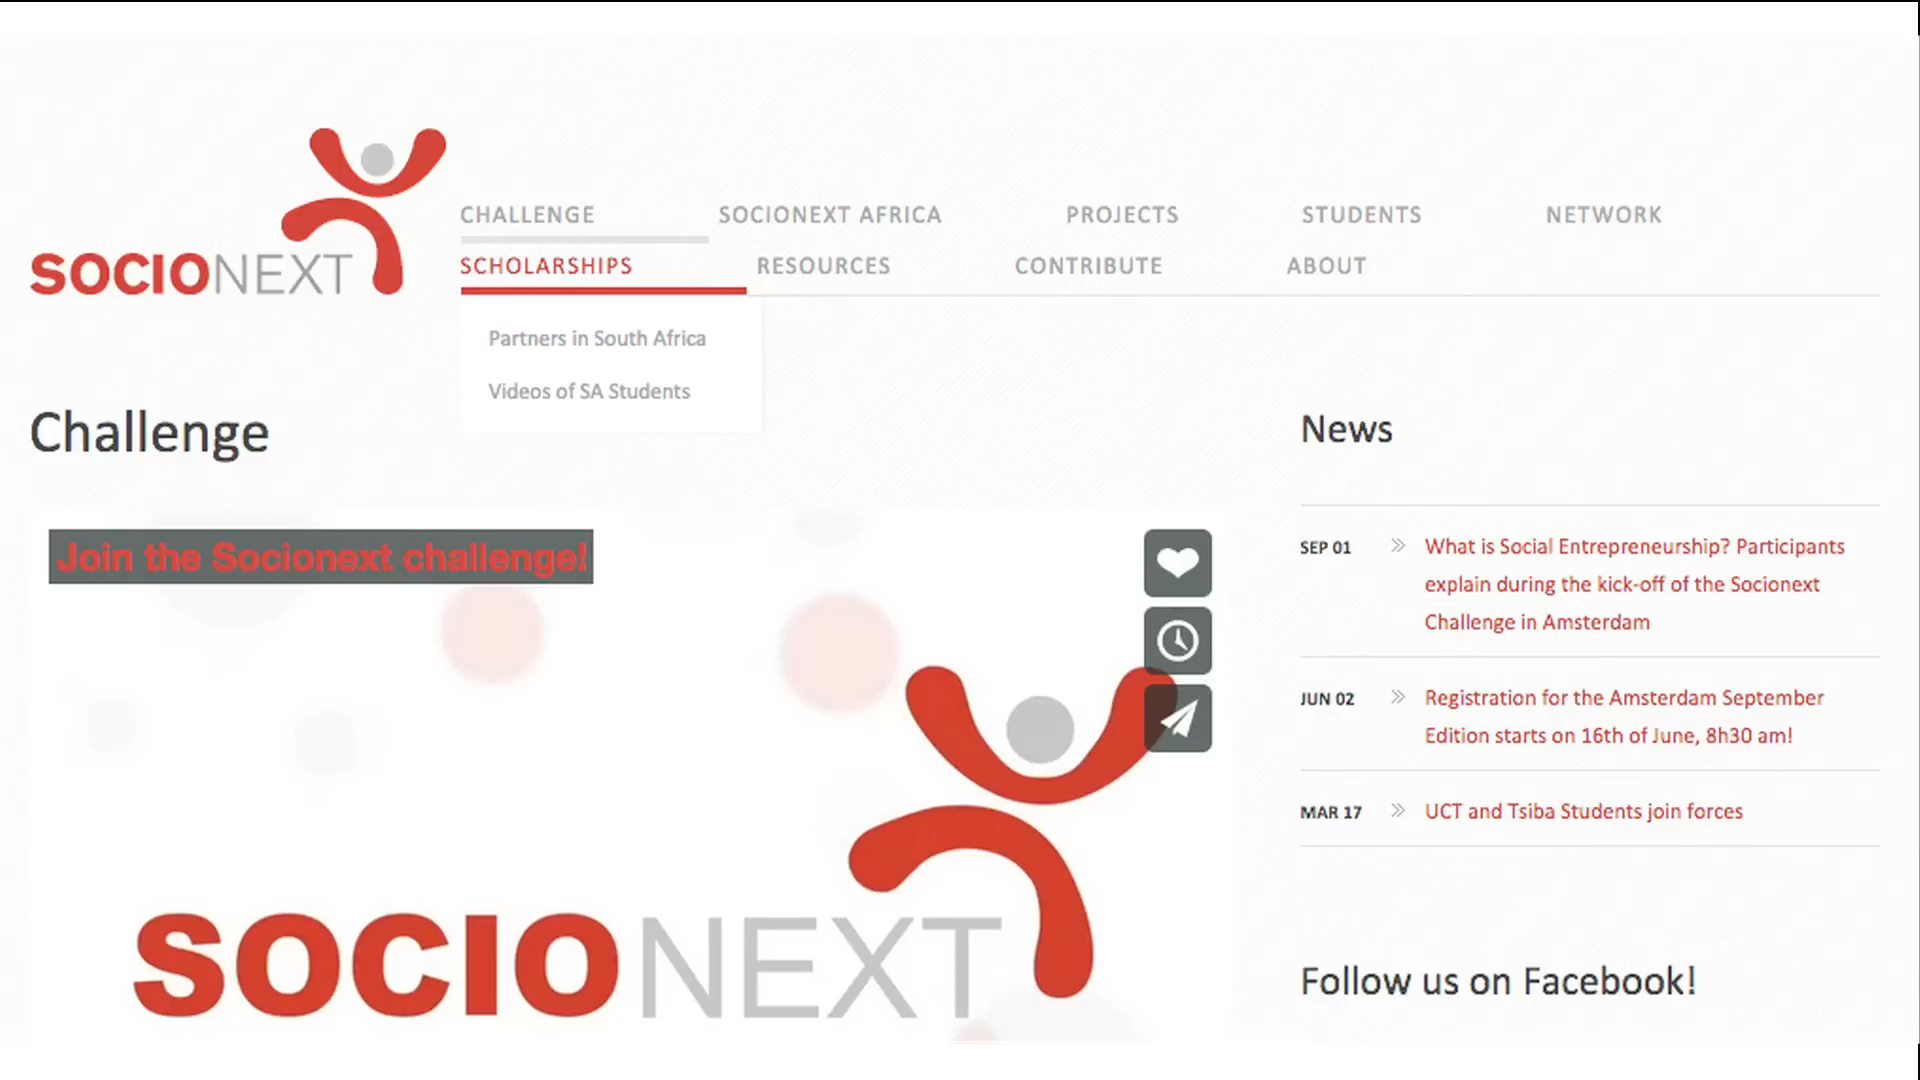 SOCIONEXT
CHALLENGE SOCIONEXT AFRICA PROJECTS STUDENTS NETWORK
SCHOLARSHIPS RESOURCES CONTRIBUTE ABOUT
Partners in South Africa
Videos of SA Students
Challenge
Join the Socionext challenge!
SOCIONEXT
News
SEP 01 » What is Social Entrepreneurship? Participants
explain during the kick-off of the Socionext
Challenge in Amsterdam
JUN 02 » Registration for the Amsterdam September
Edition starts on 16th of June, 8h30 am!
MAR 17 » UCT and Tsiba Students join forces
Follow us on Facebook!